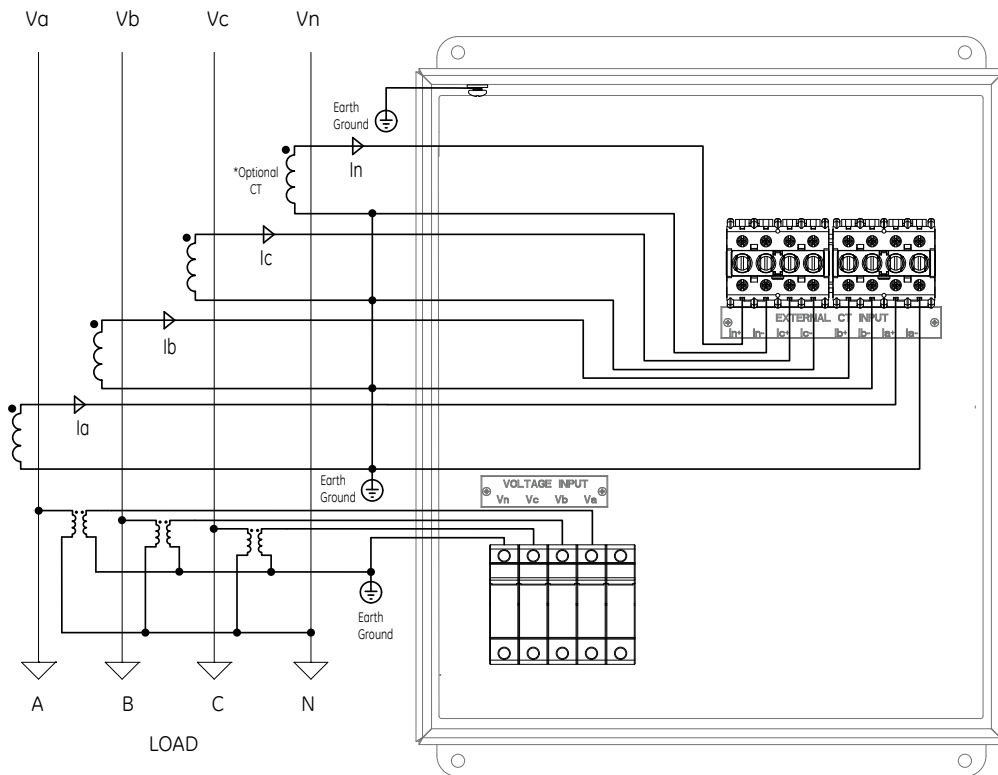 Va Vb Vc Vn
Earth
Ground
*Optional
CT
In
Ic
Ib
Ia
EXTERNAL CT INPUT
In+ In- Ic+ Ic- Ib+ Ib- Ia+ Ia-
Earth
Ground
VOLTAGE INPUT
Vn Vc Vb Va
Earth
Ground
A B C N
LOAD